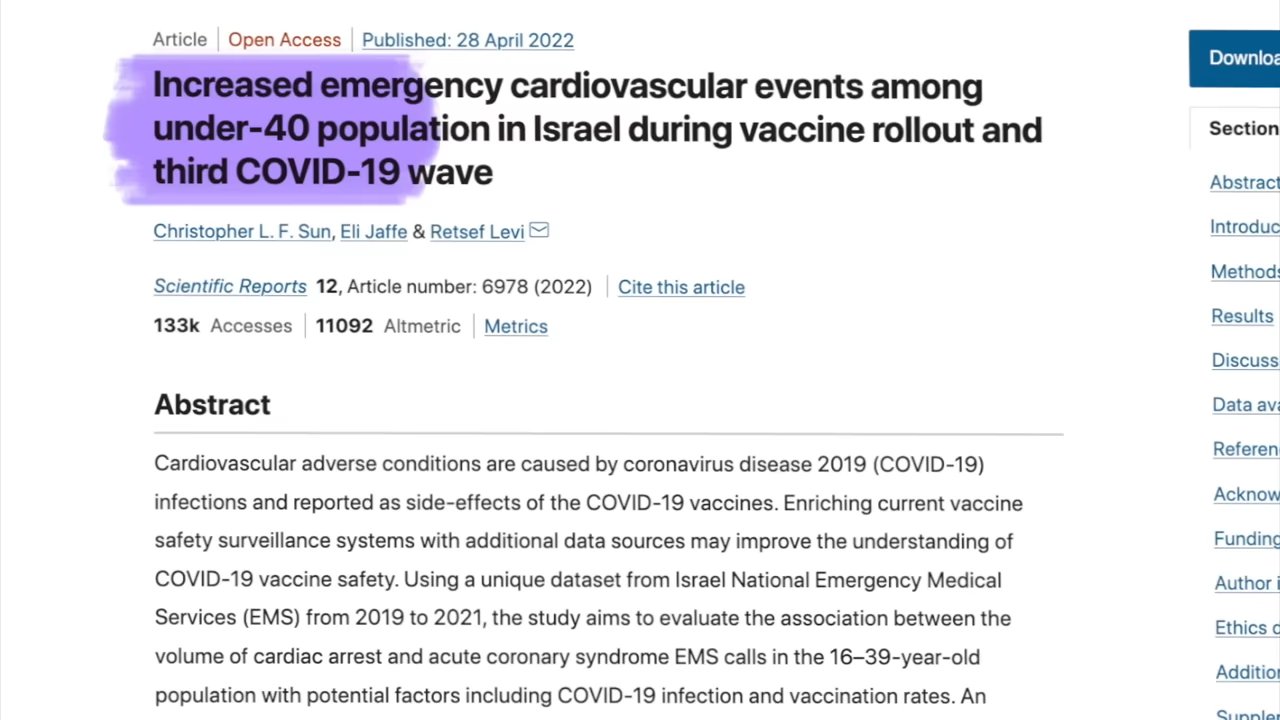 Article | Open Access | Published: 28 April 2022
Increased emergency cardiovascular events among
under-40 population in Israel during vaccine rollout and
third COVID-19 wave
Christopher L. F. Sun, Eli Jaffe & Retsef Levi
Scientific Reports 12, Article number: 6978 (2022) | Cite this article
133k Accesses | 11092 Altmetric | Metrics
Abstract
Cardiovascular adverse conditions are caused by coronavirus disease 2019 (COVID-19)
infections and reported as side-effects of the COVID-19 vaccines. Enriching current vaccine
safety surveillance systems with additional data sources may improve the understanding of
COVID-19 vaccine safety. Using a unique dataset from Israel National Emergency Medical
Services (EMS) from 2019 to 2021, the study aims to evaluate the association between the
volume of cardiac arrest and acute coronary syndrome EMS calls in the 16–39-year-old
population with potential factors including COVID-19 infection and vaccination rates. An
Downloa
Section
Abstract
Introduc
Methods
Results
Discuss
Data ava
Referen
Acknow
Funding
Author i
Ethics d
Addition
Supplem